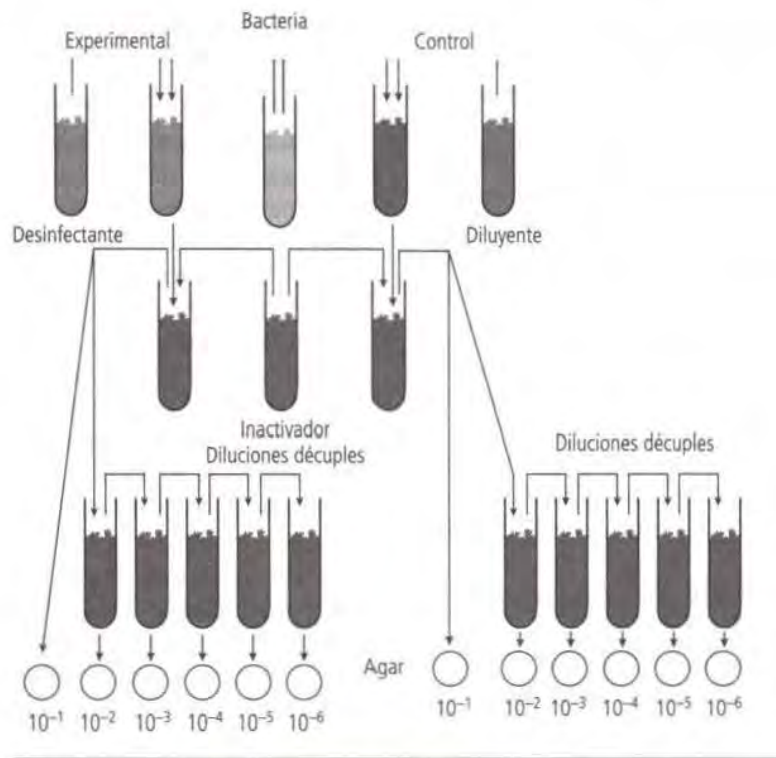 Bacteria
Experimental
Control
Desinfectante
Diluyente
Inactivador
Diluciones décuples
Diluciones décuples
Agar
10⁻¹ 10⁻² 10⁻³ 10⁻⁴ 10⁻⁵ 10⁻⁶
10⁻¹ 10⁻² 10⁻³ 10⁻⁴ 10⁻⁵ 10⁻⁶